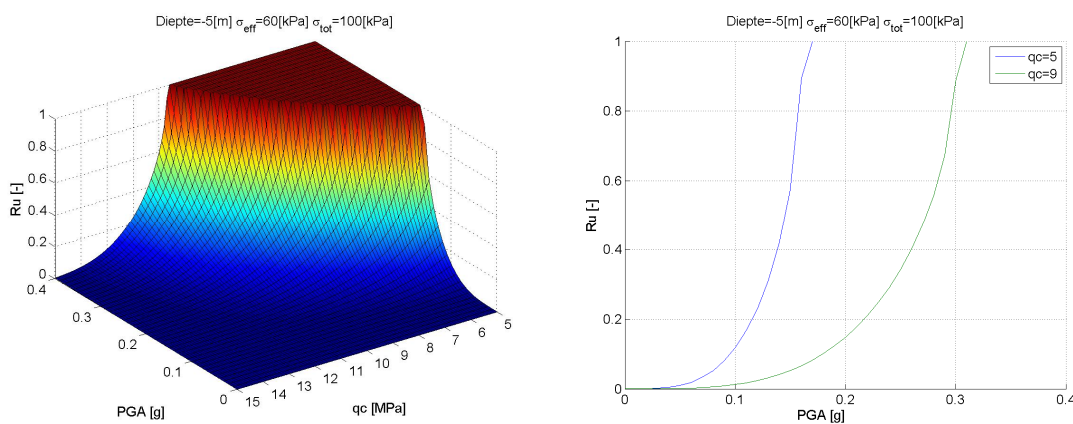 Diepte=-5[m] σeff=60[kPa] σtot=100[kPa]
1
0.8
0.6
0.4
0.2
0
Ru [-]
0.4
0.3
0.2
0.1
0
PGA [g]
15
14
13
12
11
10
9
8
7
6
5
qc [MPa]
Diepte=-5[m] σeff=60[kPa] σtot=100[kPa]
qc=5
qc=9
1
0.8
0.6
0.4
0.2
0
Ru [-]
0 0.1 0.2 0.3 0.4
PGA [g]